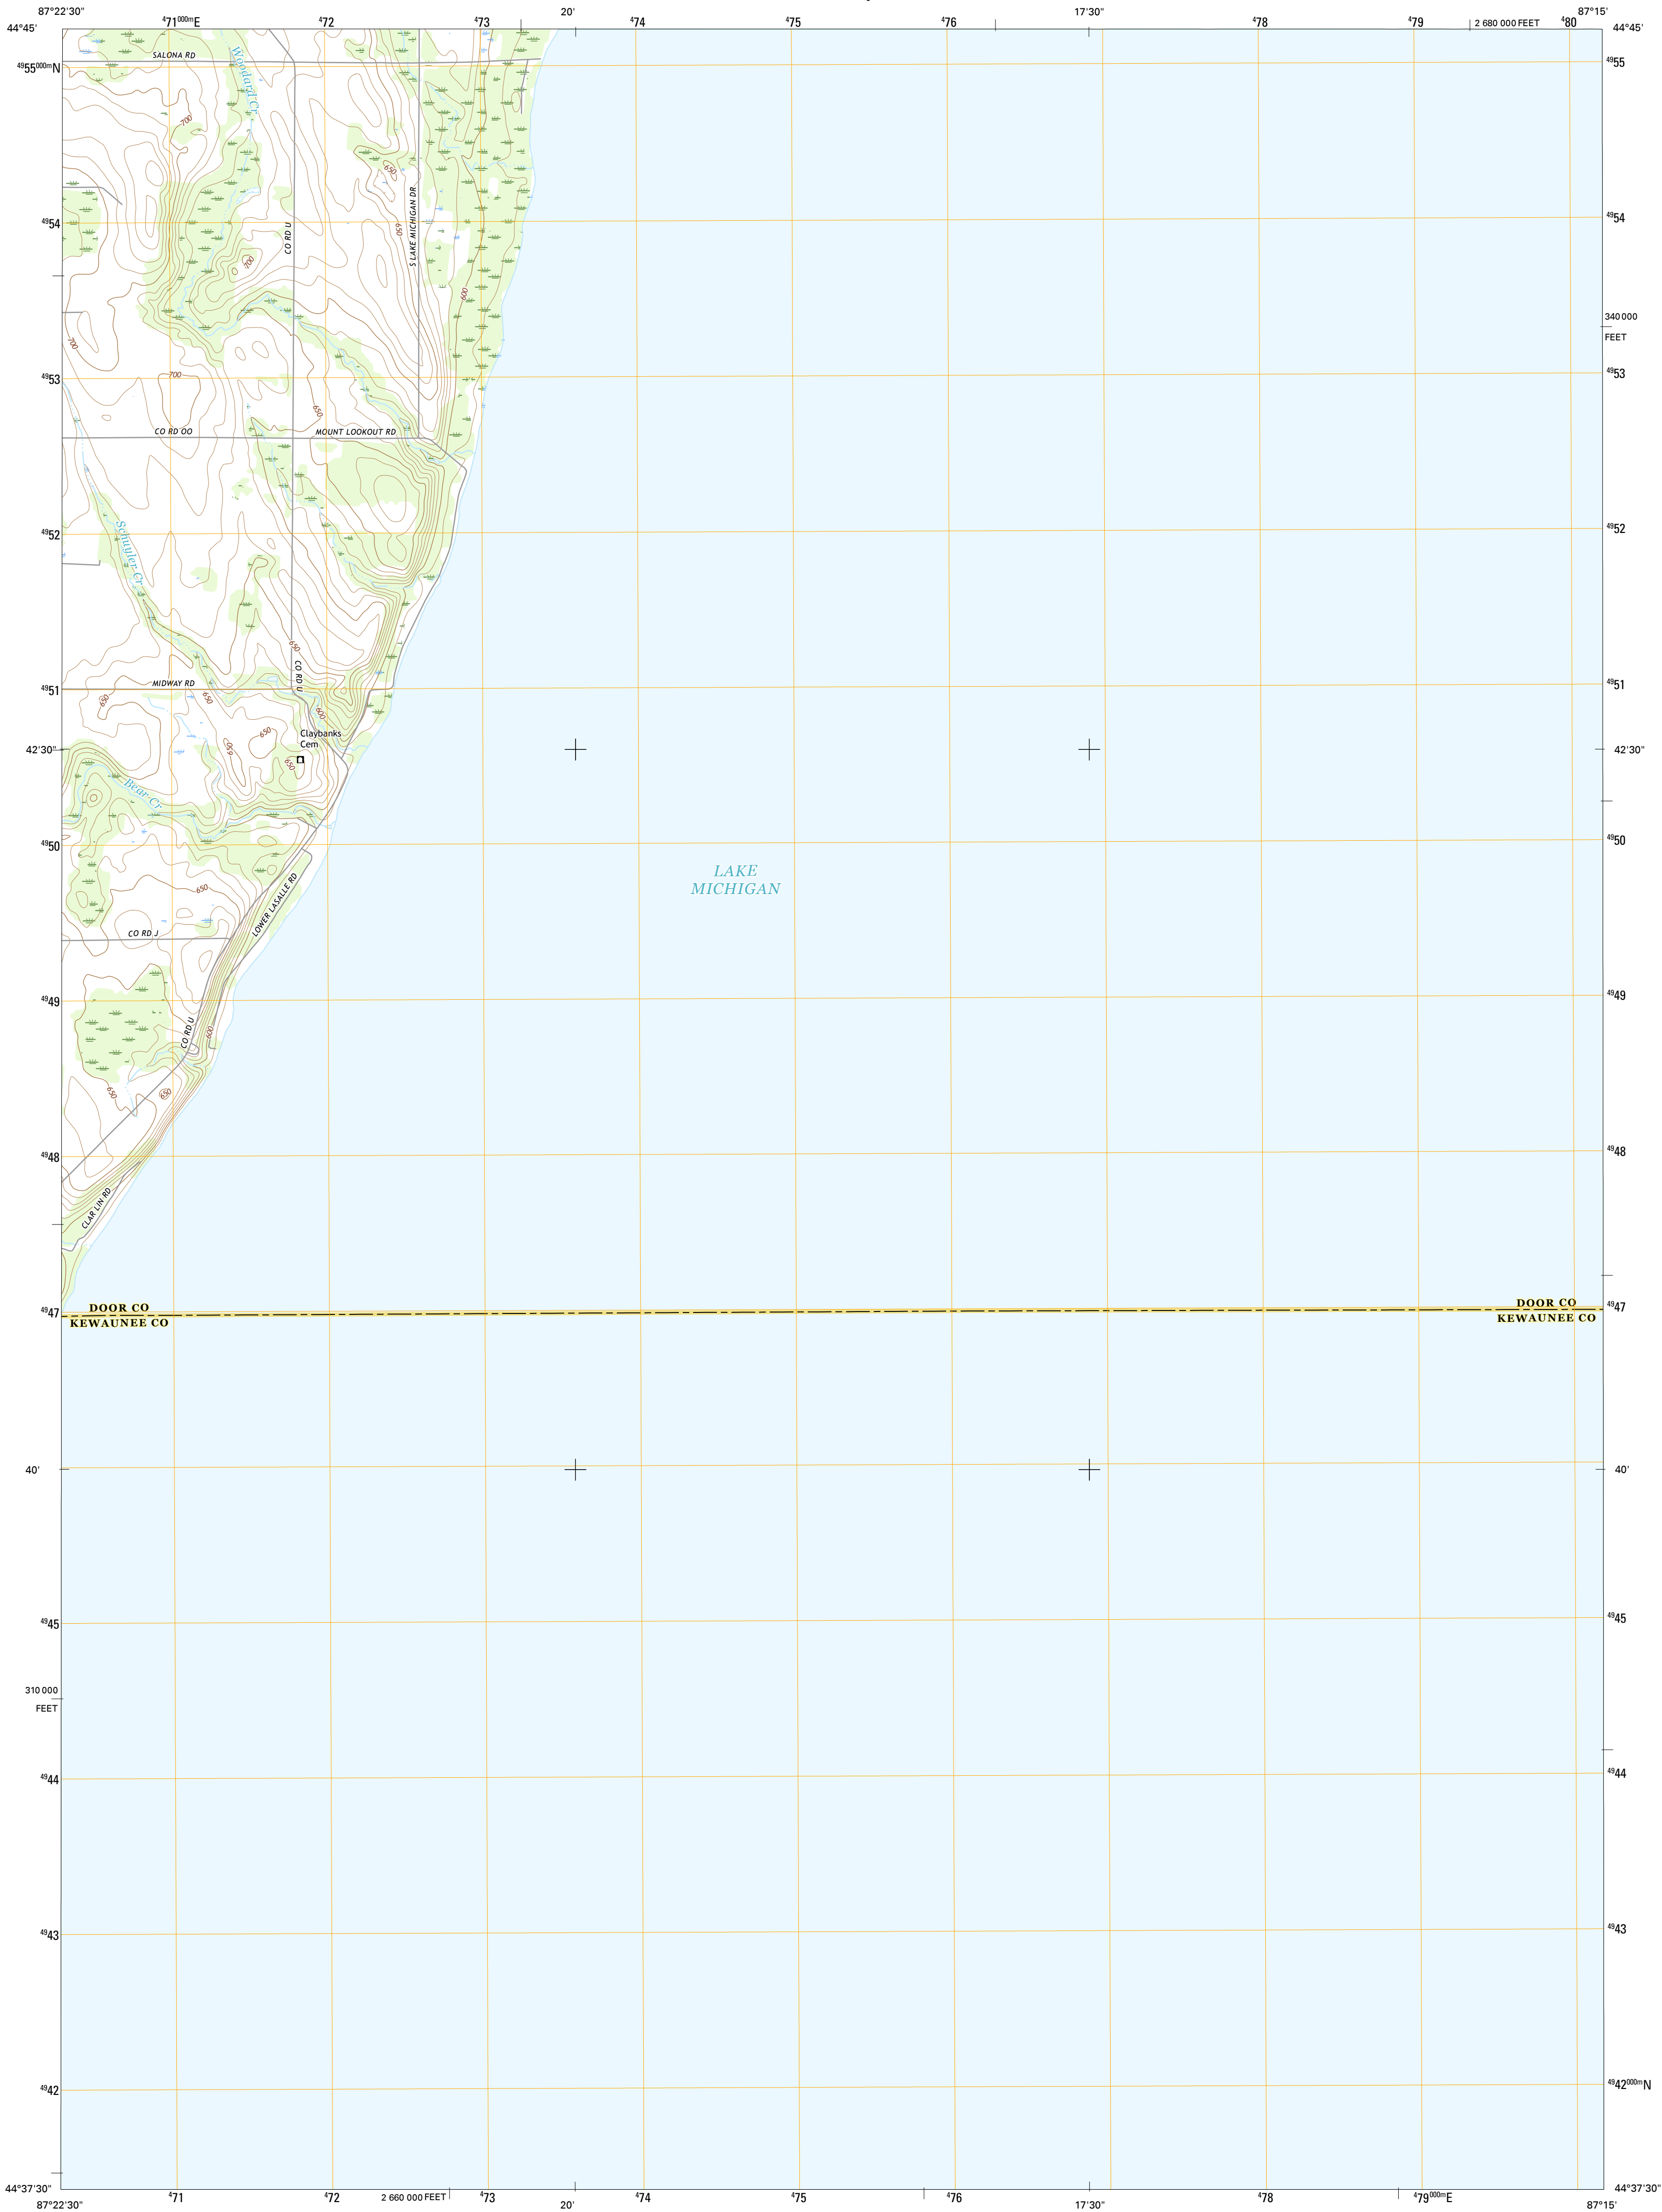 87°22'30"
⁴71⁰⁰⁰ᵐE
⁴72
⁴73
20'
⁴74
⁴75
⁴76
17'30"
⁴78
⁴79
2 680 000 FEET
⁴80
87°15'
44°45'
44°45'
SALONA RD
Woodard Cr
⁴⁹55⁰⁰⁰ᵐN
⁴⁹55
700
650
S LAKE MICHIGAN DR
CO RD U
650
⁴⁹54
⁴⁹54
700
600
340 000
FEET
700
700
⁴⁹53
⁴⁹53
650
CO RD OO
MOUNT LOOKOUT RD
⁴⁹52
⁴⁹52
Schuyler Cr
650
CO RD U
MIDWAY RD
⁴⁹51
⁴⁹51
650
650
600
Claybanks
Cem
650
650
650
42'30"
42'30"
Bear Cr
⁴⁹50
⁴⁹50
LAKE
MICHIGAN
650
LOWER LASALLE RD
CO RD J
⁴⁹49
⁴⁹49
CO RD U
600
650
650
⁴⁹48
⁴⁹48
CLAR LIN RD
DOOR CO
KEWAUNEE CO
DOOR CO
KEWAUNEE CO
⁴⁹47
⁴⁹47
40'
40'
⁴⁹45
⁴⁹45
310 000
FEET
⁴⁹44
⁴⁹44
⁴⁹43
⁴⁹43
⁴⁹42
⁴⁹42⁰⁰⁰ᵐN
44°37'30"
44°37'30"
87°22'30"
⁴71
⁴72
2 660 000 FEET
⁴73
20'
⁴74
⁴75
⁴76
17'30"
⁴78
⁴79⁰⁰⁰ᵐE
87°15'